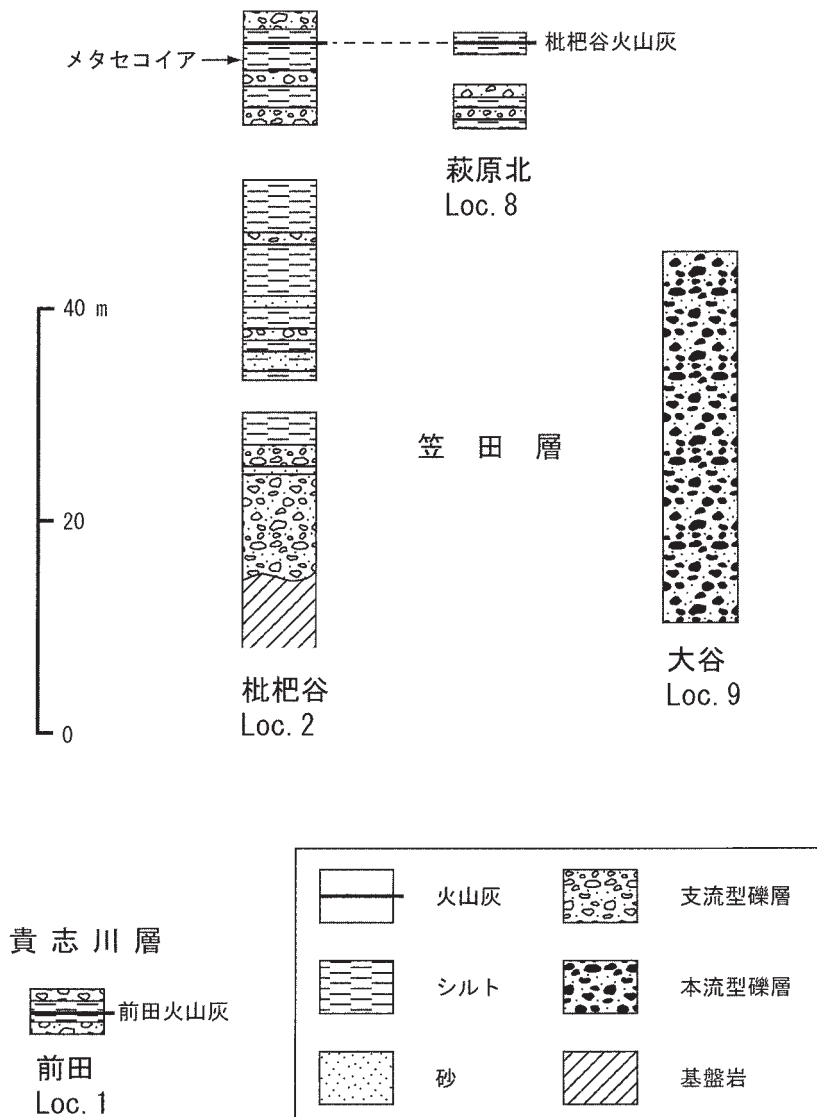 メタセコイア
枇杷谷火山灰
萩原北
Loc. 8
40 m
20
0
笠田層
枇杷谷
Loc. 2
大谷
Loc. 9
貴志川層
前田火山灰
前田
Loc. 1
火山灰
支流型礫層
シルト
本流型礫層
砂
基盤岩